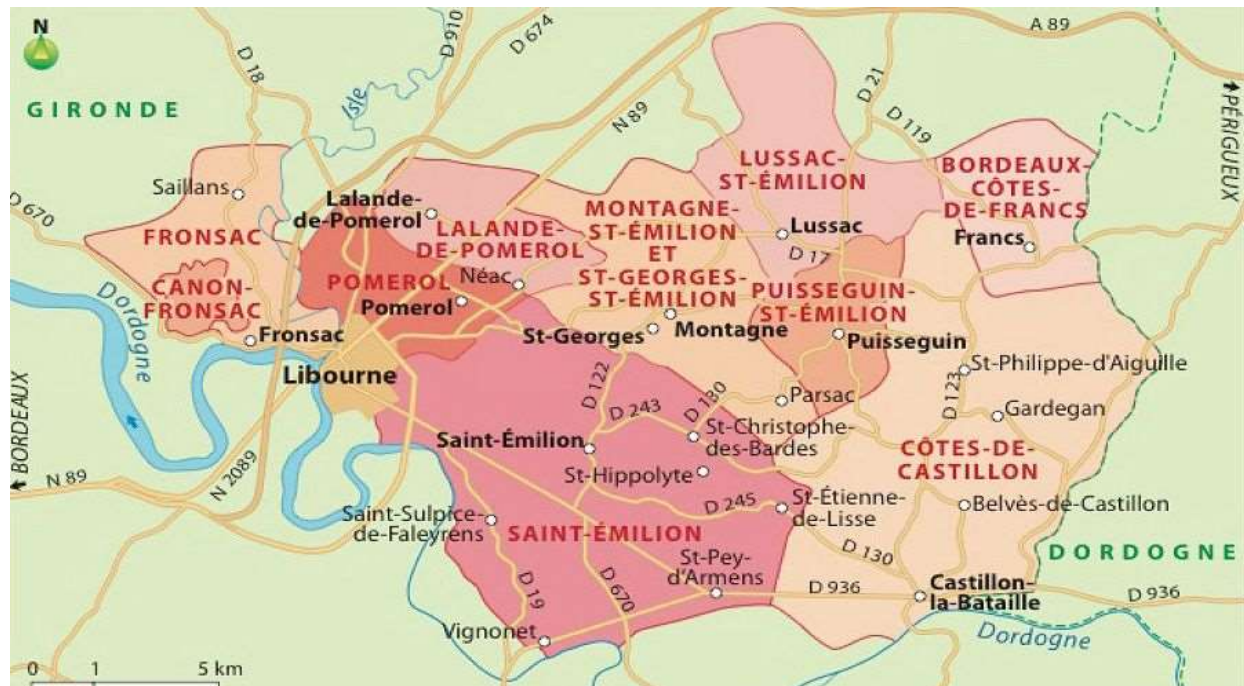 N
D 18
D 910
D 674
A 89
GIRONDE
Isle
N 89
D 21
D 119
PÉRIGUEUX
Saillans
D 670
FRONSAC
CANON-
FRONSAC
Fronsac
Dordogne
Lalande-
de-Pomerol
LALANDE-
DE-POMEROL
POMEROL
Néac
Pomerol
Libourne
MONTAGNE-
ST-ÉMILION
ET
ST-GEORGES-
ST-ÉMILION
LUSSAC-
ST-ÉMILION
Lussac
D 17
BORDEAUX-
CÔTES-
DE-FRANCS
Francs
PUISSEGUIN-
ST-ÉMILION
St-Georges
Montagne
Puisseguin
St-Philippe-d'Aiguille
D 122
D 243
D 130
Parsac
D 123
Gardegan
BORDEAUX
N 89
N 2089
Saint-Émilion
St-Christophe-
des-Bardes
St-Hippolyte
CÔTES-DE-
CASTILLON
D 245
St-Étienne-
de-Lisse
Belvès-de-Castillon
Saint-Sulpice-
de-Faleyrens
SAINT-ÉMILION
D 130
DORDOGNE
St-Pey-
d'Armens
D 19
D 670
D 936
Castillon-
la-Bataille
D 936
Vignonet
Dordogne
0 1 5 km